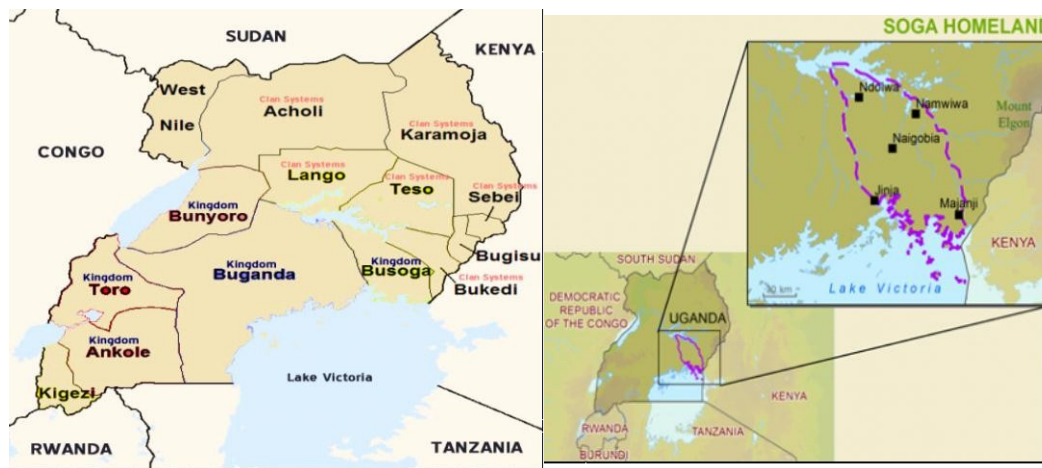 SUDAN
KENYA
West
Nile
Clan Systems
Acholi
Clan Systems
Karamoja
CONGO
Clan Systems
Lango
Clan Systems
Teso
Clan Systems
Sebei
Kingdom
Bunyoro
Bugisu
Kingdom
Buganda
Kingdom
Busoga
Clan Systems
Bukedi
Kingdom
Toro
Kingdom
Ankole
Kigezi
Lake Victoria
RWANDA
TANZANIA
SOGA HOMELAND
Ndolwa
Namwiwa
Mount
Elgon
Naigobia
Jinja
Majanji
KENYA
Lake Victoria
SOUTH SUDAN
DEMOCRATIC
REPUBLIC
OF THE CONGO
UGANDA
KENYA
RWANDA
TANZANIA
BURUNDI